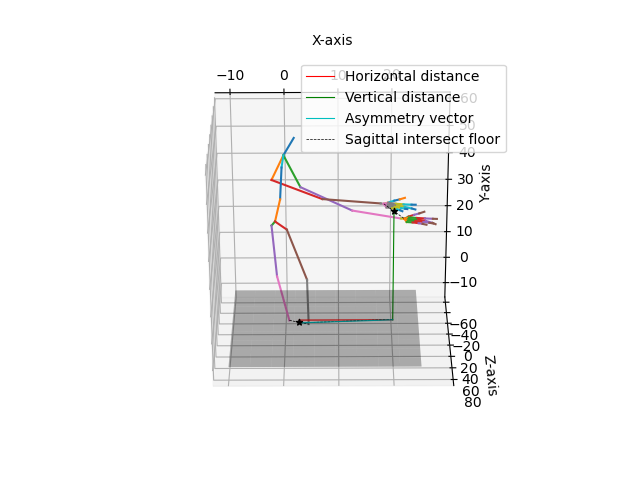 X-axis
−10 0 10 20
Horizontal distance
Vertical distance
Asymmetry vector
Sagittal intersect floor
60
50
40
30
20
10
0
−10
Y-axis
−60
−40
−20
0
20
40
60
80
Z-axis